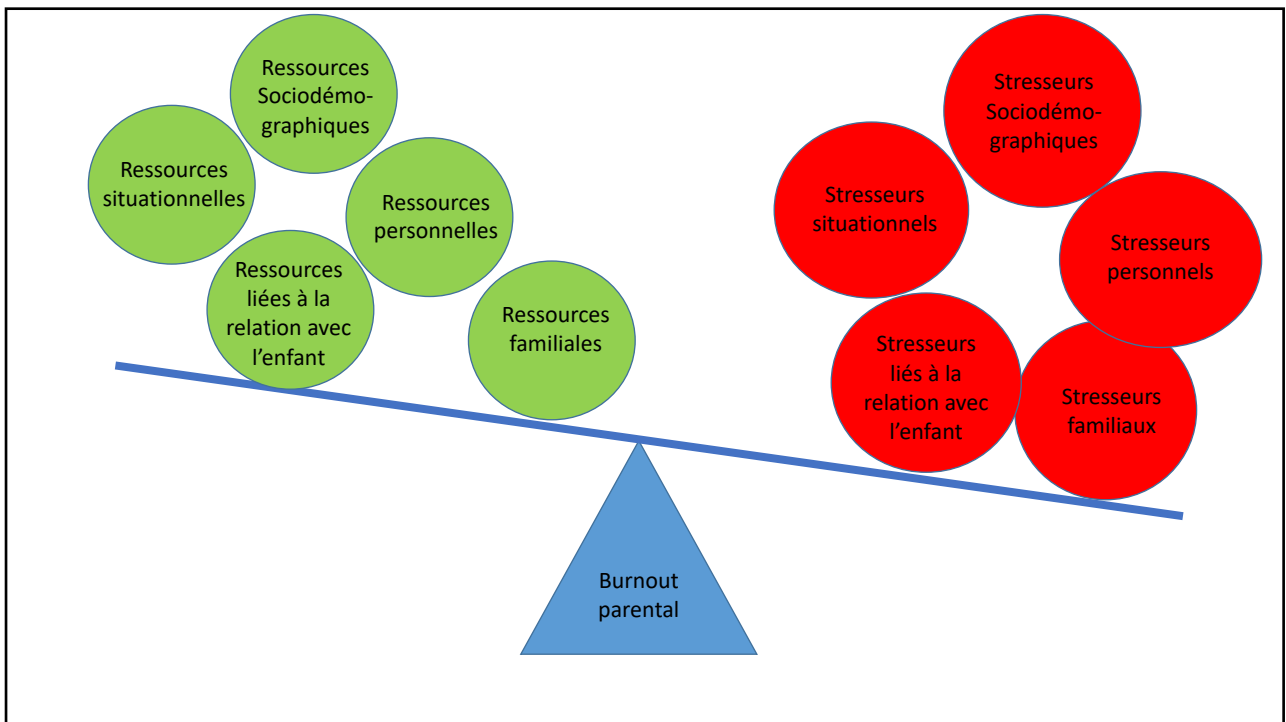 Ressources
Sociodémo-
graphiques
Ressources
situationnelles
Ressources
personnelles
Ressources
liées à la
relation avec
l’enfant
Ressources
familiales
Stresseurs
Sociodémo-
graphiques
Stresseurs
situationnels
Stresseurs
personnels
Stresseurs
liés à la
relation avec
l’enfant
Stresseurs
familiaux
Burnout
parental